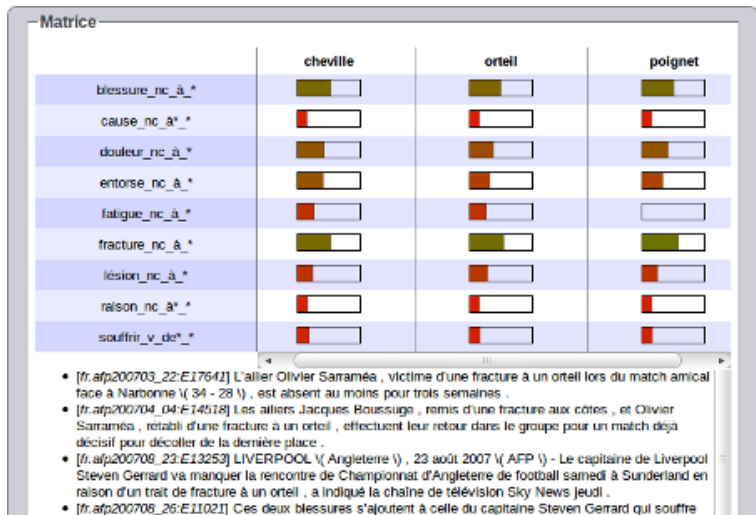 Matrice
cheville orteil poignet
blessure_nc_à_*
cause_nc_à*_*
douleur_nc_à_*
entorse_nc_à_*
fatigue_nc_à_*
fracture_nc_à_*
lésion_nc_à_*
raison_nc_à*_*
souffrir_v_de*_*
• [fr.afp200703_22:E17641] L'ailier Olivier Sarraméa , victime d'une fracture à un orteil lors du match amical
face à Narbonne \( 34 - 28 \) , est absent au moins pour trois semaines .
• [fr.afp200704_04:E14518] Les ailiers Jacques Boussuge , remis d'une fracture aux côtes , et Olivier
Sarraméa , rétabli d'une fracture à un orteil , effectuent leur retour dans le groupe pour un match déjà
décisif pour décoller de la dernière place .
• [fr.afp200708_23:E13253] LIVERPOOL \( Angleterre \) , 23 août 2007 \( AFP \) - Le capitaine de Liverpool
Steven Gerrard va manquer la rencontre de Championnat d'Angleterre de football samedi à Sunderland en
raison d'un trait de fracture à un orteil , a indiqué la chaîne de télévision Sky News jeudi .
• [fr.afp200708_26:E11021] Ces deux blessures s'ajoutent à celle du capitaine Steven Gerrard qui souffre